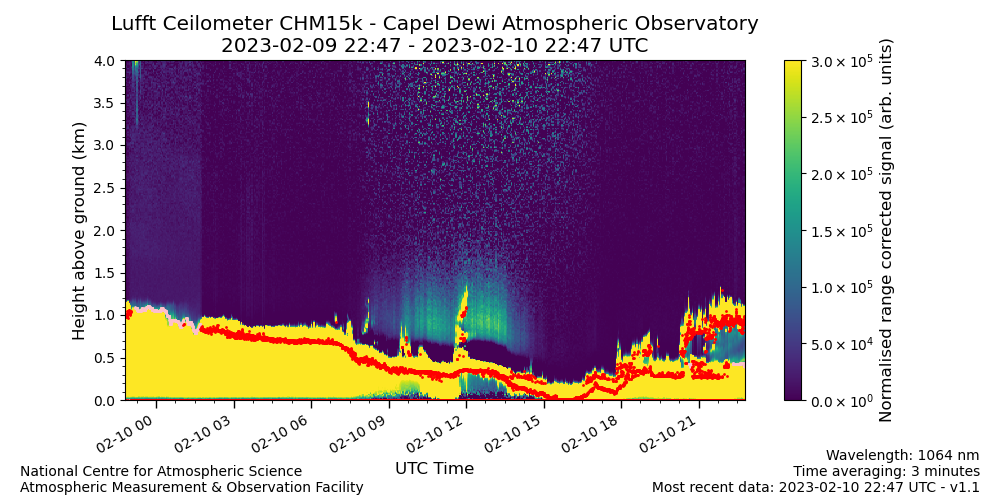 Lufft Ceilometer CHM15k - Capel Dewi Atmospheric Observatory
2023-02-09 22:47 - 2023-02-10 22:47 UTC
Height above ground (km)
4.0
3.5
3.0
2.5
2.0
1.5
1.0
0.5
0.0
02-10 00
02-10 03
02-10 06
02-10 09
02-10 12
02-10 15
02-10 18
02-10 21
UTC Time
3.0 × 10⁵
2.5 × 10⁵
2.0 × 10⁵
1.5 × 10⁵
1.0 × 10⁵
5.0 × 10⁴
0.0 × 10⁰
Normalised range corrected signal (arb. units)
National Centre for Atmospheric Science
Atmospheric Measurement & Observation Facility
Wavelength: 1064 nm
Time averaging: 3 minutes
Most recent data: 2023-02-10 22:47 UTC - v1.1